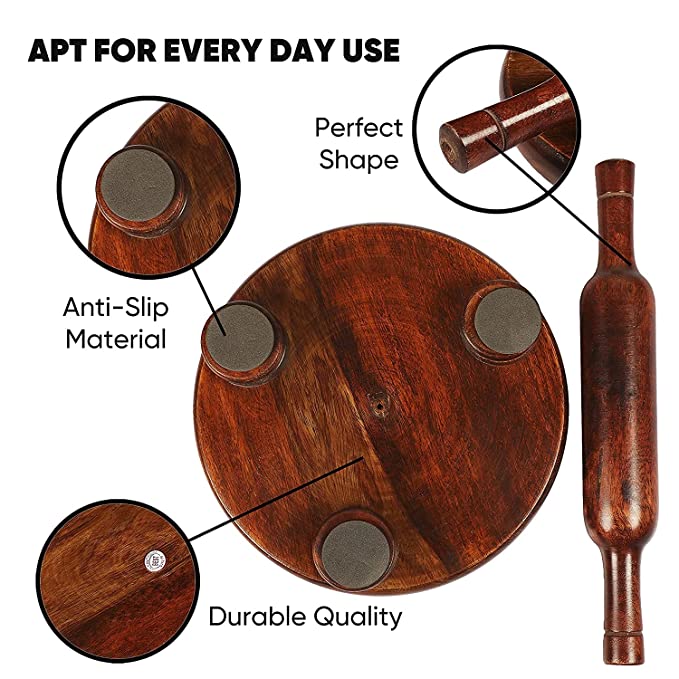 APT FOR EVERY DAY USE
Perfect
Shape
Anti-Slip
Material
Durable Quality